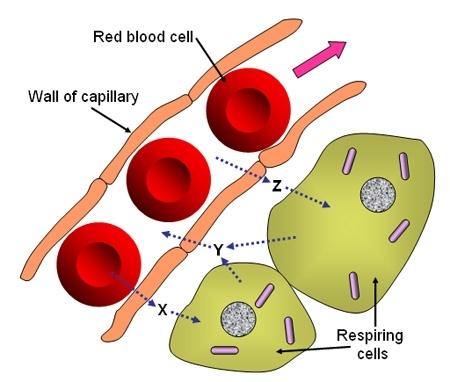 Red blood cell
Wall of capillary
Z
Y
X
Respiring
cells